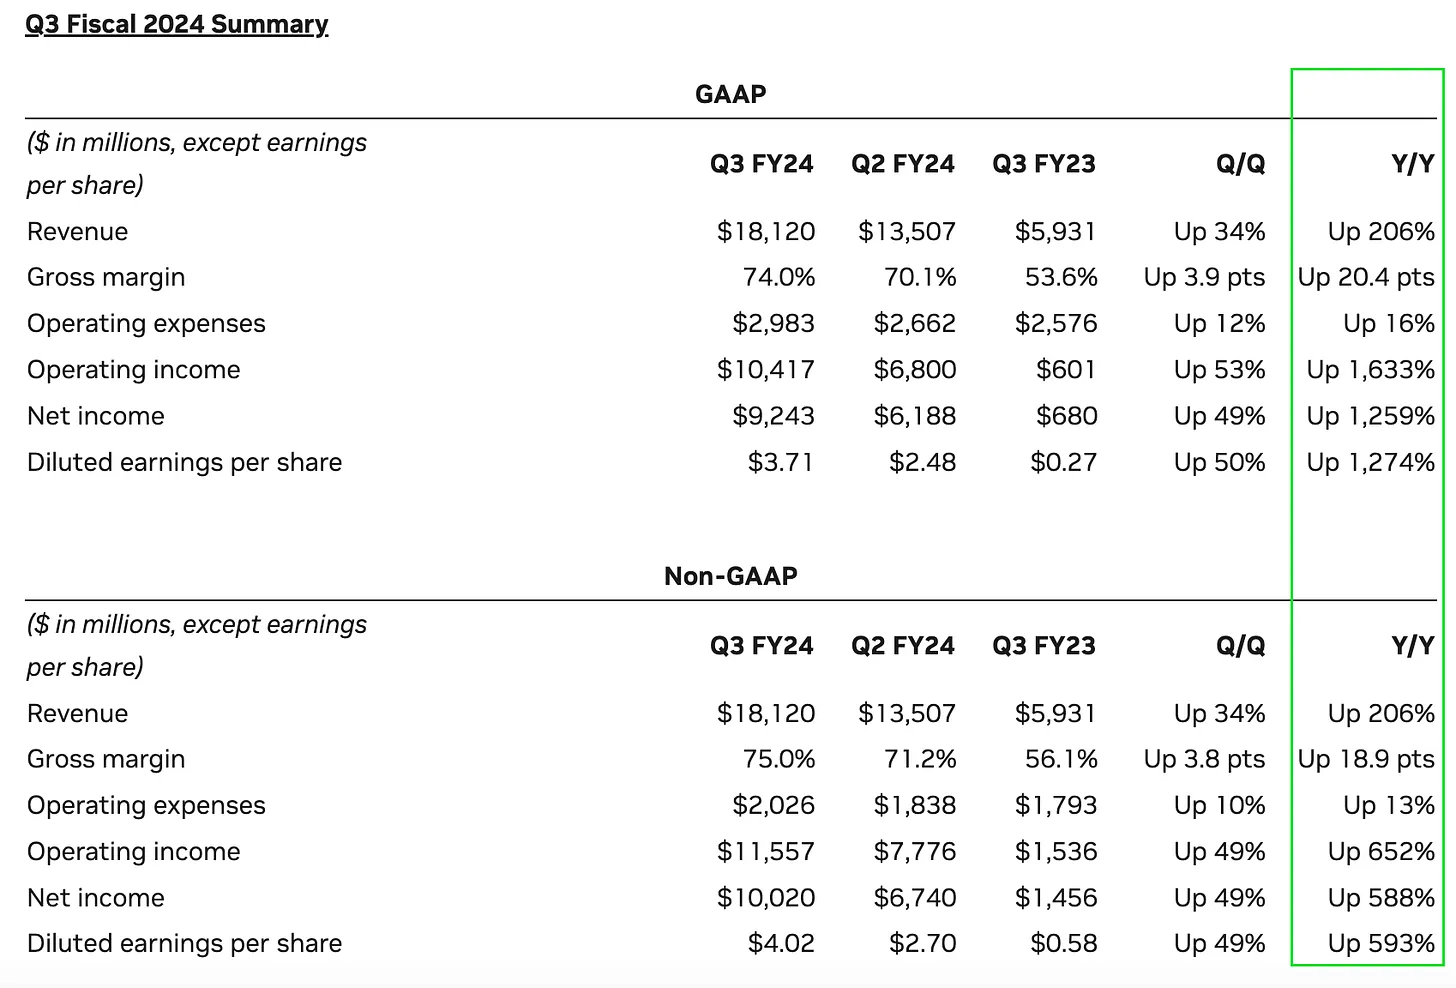 Q3 Fiscal 2024 Summary
GAAP
($ in millions, except earnings
per share) Q3 FY24 Q2 FY24 Q3 FY23 Q/Q Y/Y
Revenue $18,120 $13,507 $5,931 Up 34% Up 206%
Gross margin 74.0% 70.1% 53.6% Up 3.9 pts Up 20.4 pts
Operating expenses $2,983 $2,662 $2,576 Up 12% Up 16%
Operating income $10,417 $6,800 $601 Up 53% Up 1,633%
Net income $9,243 $6,188 $680 Up 49% Up 1,259%
Diluted earnings per share $3.71 $2.48 $0.27 Up 50% Up 1,274%
Non-GAAP
($ in millions, except earnings
per share) Q3 FY24 Q2 FY24 Q3 FY23 Q/Q Y/Y
Revenue $18,120 $13,507 $5,931 Up 34% Up 206%
Gross margin 75.0% 71.2% 56.1% Up 3.8 pts Up 18.9 pts
Operating expenses $2,026 $1,838 $1,793 Up 10% Up 13%
Operating income $11,557 $7,776 $1,536 Up 49% Up 652%
Net income $10,020 $6,740 $1,456 Up 49% Up 588%
Diluted earnings per share $4.02 $2.70 $0.58 Up 49% Up 593%